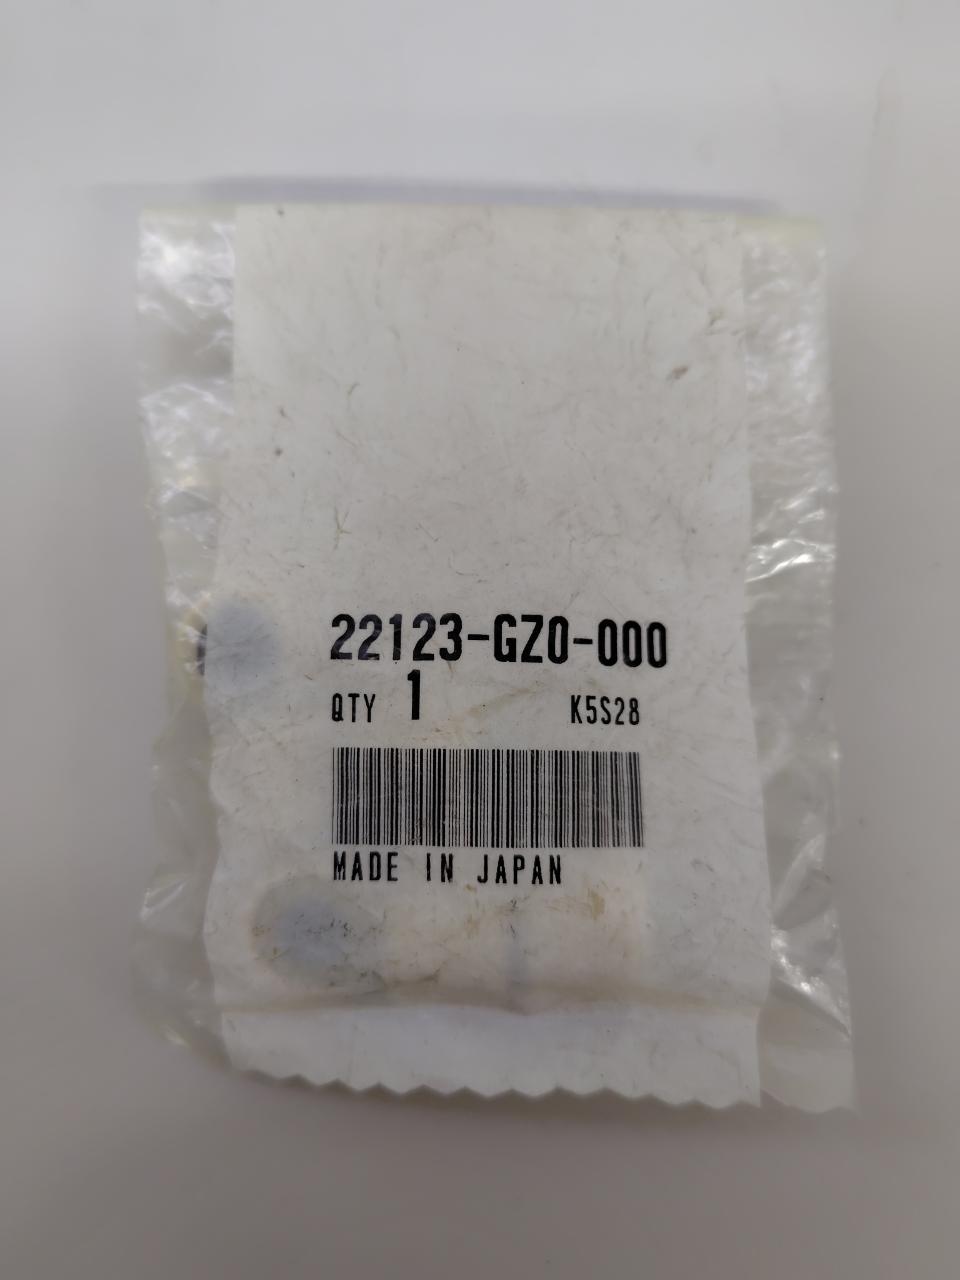 22123-GZ0-000
QTY 1 K5S28
MADE IN JAPAN